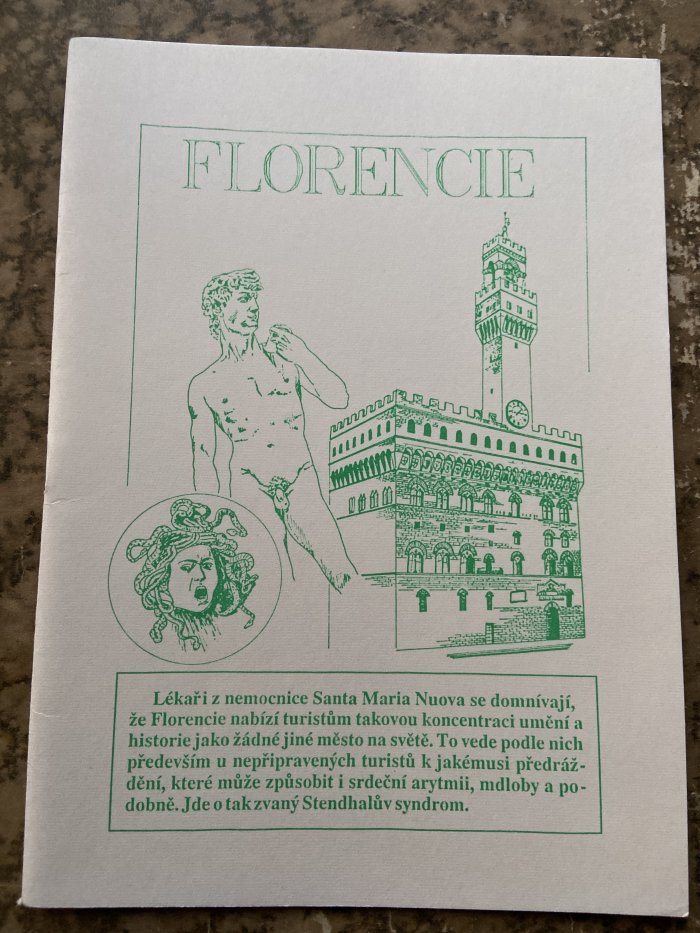 FLORENCIE
Lékaři z nemocnice Santa Maria Nuova se domnívají,
že Florencie nabízí turistům takovou koncentraci umění a
historie jako žádné jiné město na světě. To vede podle nich
především u nepřipravených turistů k jakémusi předráž-
dění, které může způsobit i srdeční arytmii, mdloby a po-
dobně. Jde o tak zvaný Stendhalův syndrom.